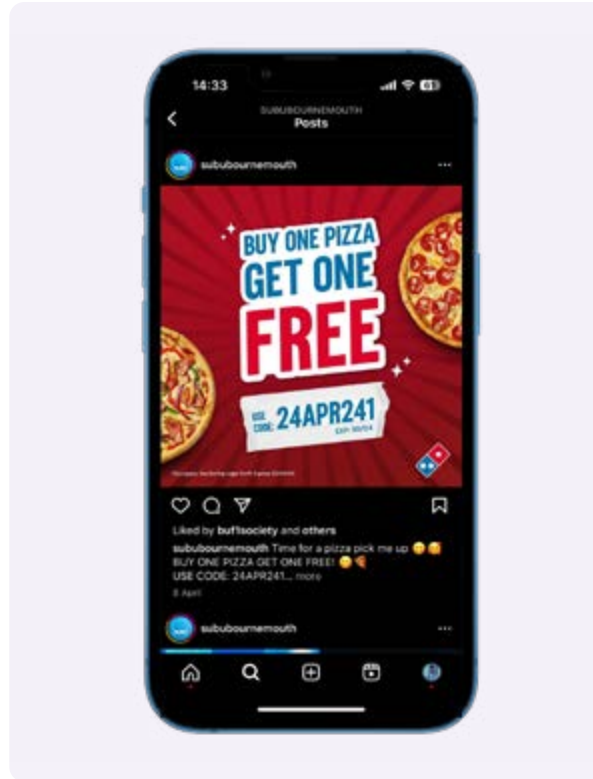 14:33
61
SUBUBOURNEMOUTH
Posts
sububournemouth
BUY ONE PIZZA
GET ONE
FREE
USE
CODE: 24APR241
Liked by buf1society and others
sububournemouth Time for a pizza pick me up
BUY ONE PIZZA GET ONE FREE!
USE CODE: 24APR241... more
8 April
sububournemouth